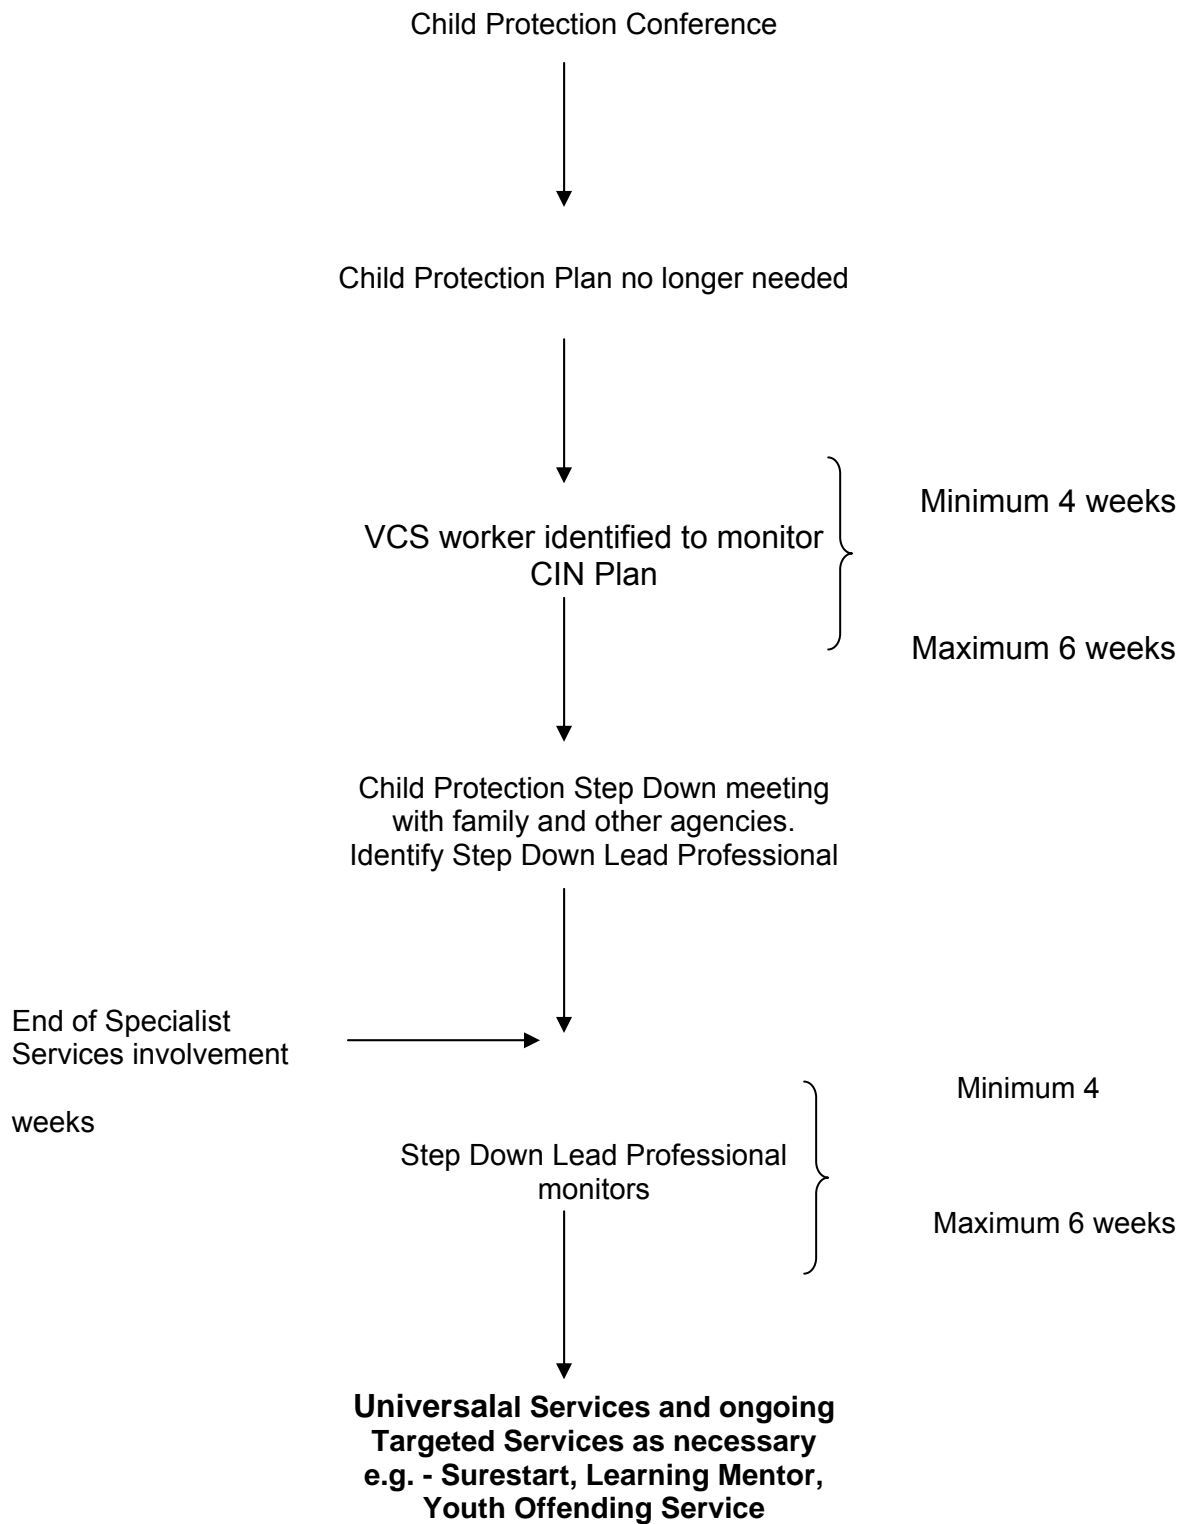 Child Protection Conference
Child Protection Plan no longer needed
Minimum 4 weeks
VCS worker identified to monitor
CIN Plan
Maximum 6 weeks
Child Protection Step Down meeting
with family and other agencies.
Identify Step Down Lead Professional
End of Specialist
Services involvement
Minimum 4
weeks
Step Down Lead Professional
monitors
Maximum 6 weeks
Universalal Services and ongoing
Targeted Services as necessary
e.g. - Surestart, Learning Mentor,
Youth Offending Service